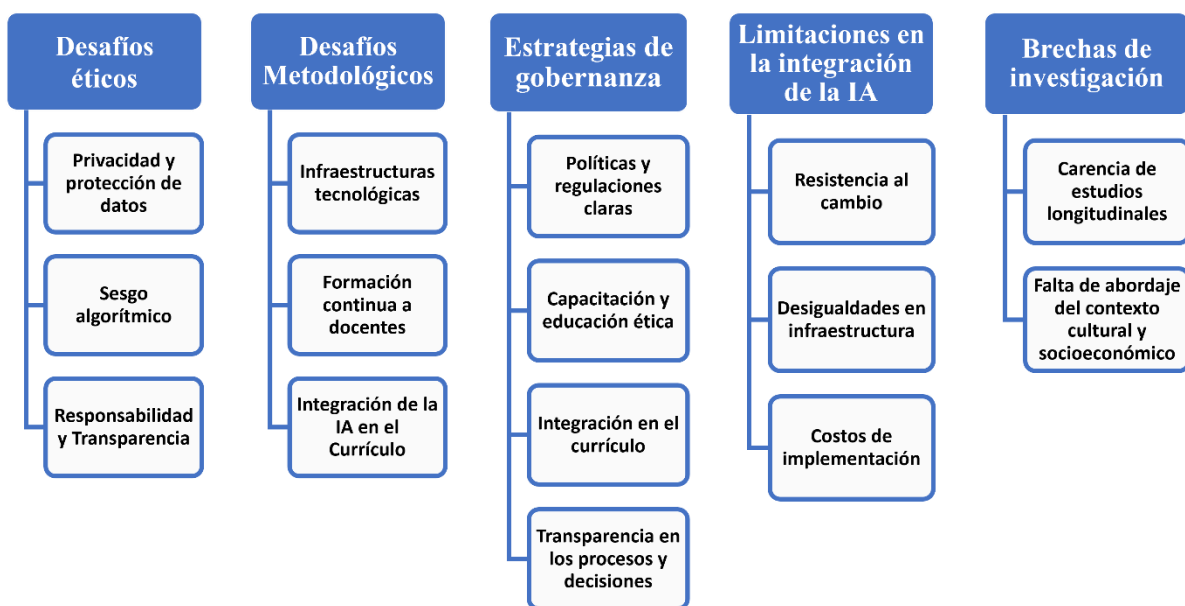 Desafíos
éticos
Privacidad y
protección de
datos
Sesgo
algorítmico
Responsabilidad
y Transparencia
Desafíos
Metodológicos
Infraestructuras
tecnológicas
Formación
continua a
docentes
Integración de la
IA en el
Currículo
Estrategias de
gobernanza
Políticas y
regulaciones
claras
Capacitación y
educación ética
Integración en el
currículo
Transparencia en
los procesos y
decisiones
Limitaciones en
la integración
de la IA
Resistencia al
cambio
Desigualdades en
infraestructura
Costos de
implementación
Brechas de
investigación
Carencia de
estudios
longitudinales
Falta de abordaje
del contexto
cultural y
socioeconómico